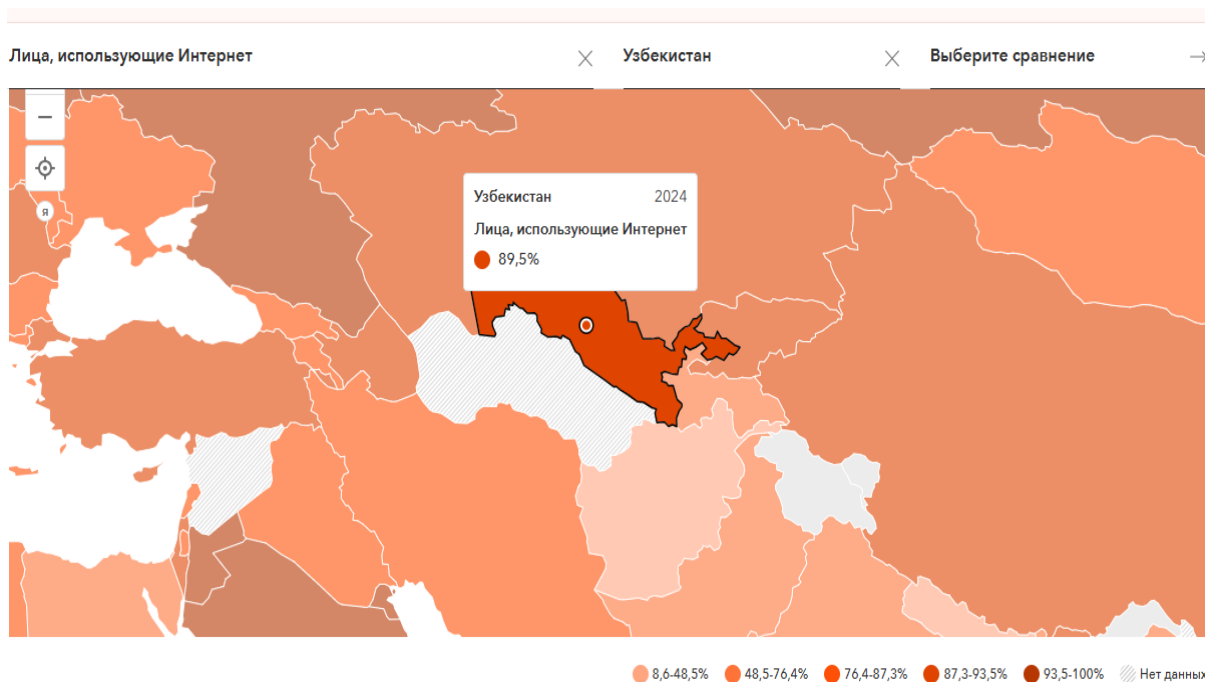 Лица, использующие Интернет
Узбекистан
Выберите сравнение
Узбекистан 2024
Лица, использующие Интернет
89,5%
я
8,6-48,5% 48,5-76,4% 76,4-87,3% 87,3-93,5% 93,5-100% Нет данных